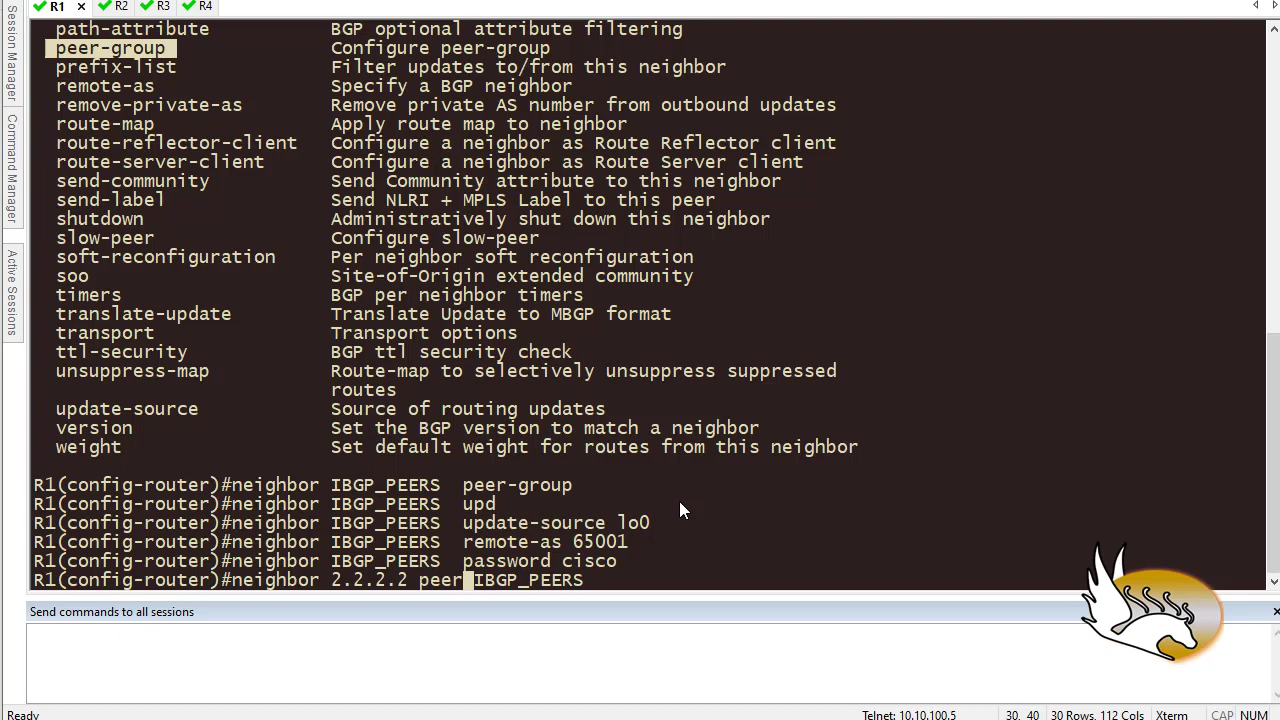 R1 × R2 R3 R4
Session Manager
Command Manager
Active Sessions
path-attribute BGP optional attribute filtering
peer-group Configure peer-group
prefix-list Filter updates to/from this neighbor
remote-as Specify a BGP neighbor
remove-private-as Remove private AS number from outbound updates
route-map Apply route map to neighbor
route-reflector-client Configure a neighbor as Route Reflector client
route-server-client Configure a neighbor as Route Server client
send-community Send Community attribute to this neighbor
send-label Send NLRI + MPLS Label to this peer
shutdown Administratively shut down this neighbor
slow-peer Configure slow-peer
soft-reconfiguration Per neighbor soft reconfiguration
soo Site-of-Origin extended community
timers BGP per neighbor timers
translate-update Translate Update to MBGP format
transport Transport options
ttl-security BGP ttl security check
unsuppress-map Route-map to selectively unsuppress suppressed
routes
update-source Source of routing updates
version Set the BGP version to match a neighbor
weight Set default weight for routes from this neighbor
R1(config-router)#neighbor IBGP_PEERS peer-group
R1(config-router)#neighbor IBGP_PEERS upd
R1(config-router)#neighbor IBGP_PEERS update-source lo0
R1(config-router)#neighbor IBGP_PEERS remote-as 65001
R1(config-router)#neighbor IBGP_PEERS password cisco
R1(config-router)#neighbor 2.2.2.2 peer IBGP_PEERS
Send commands to all sessions ×
Ready Telnet: 10.10.100.5 30, 40 30 Rows, 112 Cols Xterm CAP NUM